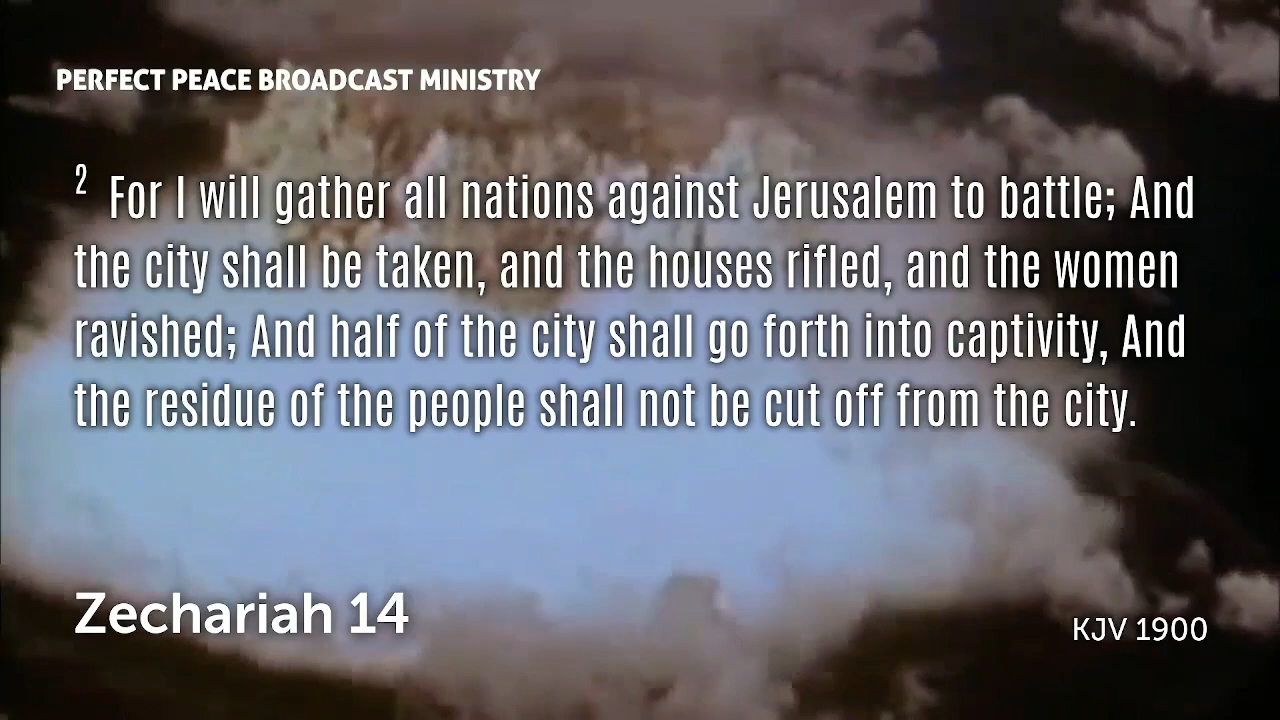 PERFECT PEACE BROADCAST MINISTRY
2 For I will gather all nations against Jerusalem to battle; And
the city shall be taken, and the houses rifled, and the women
ravished; And half of the city shall go forth into captivity, And
the residue of the people shall not be cut off from the city.
Zechariah 14
KJV 1900